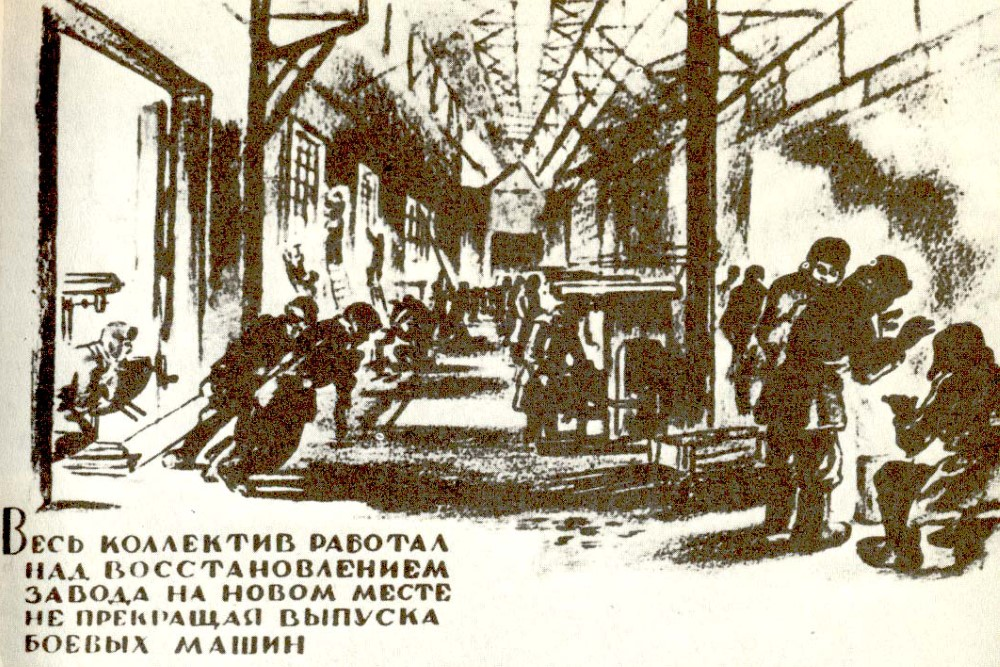 Весь коллектив работал
над восстановлением
завода на новом месте
не прекращая выпуска
боевых машин